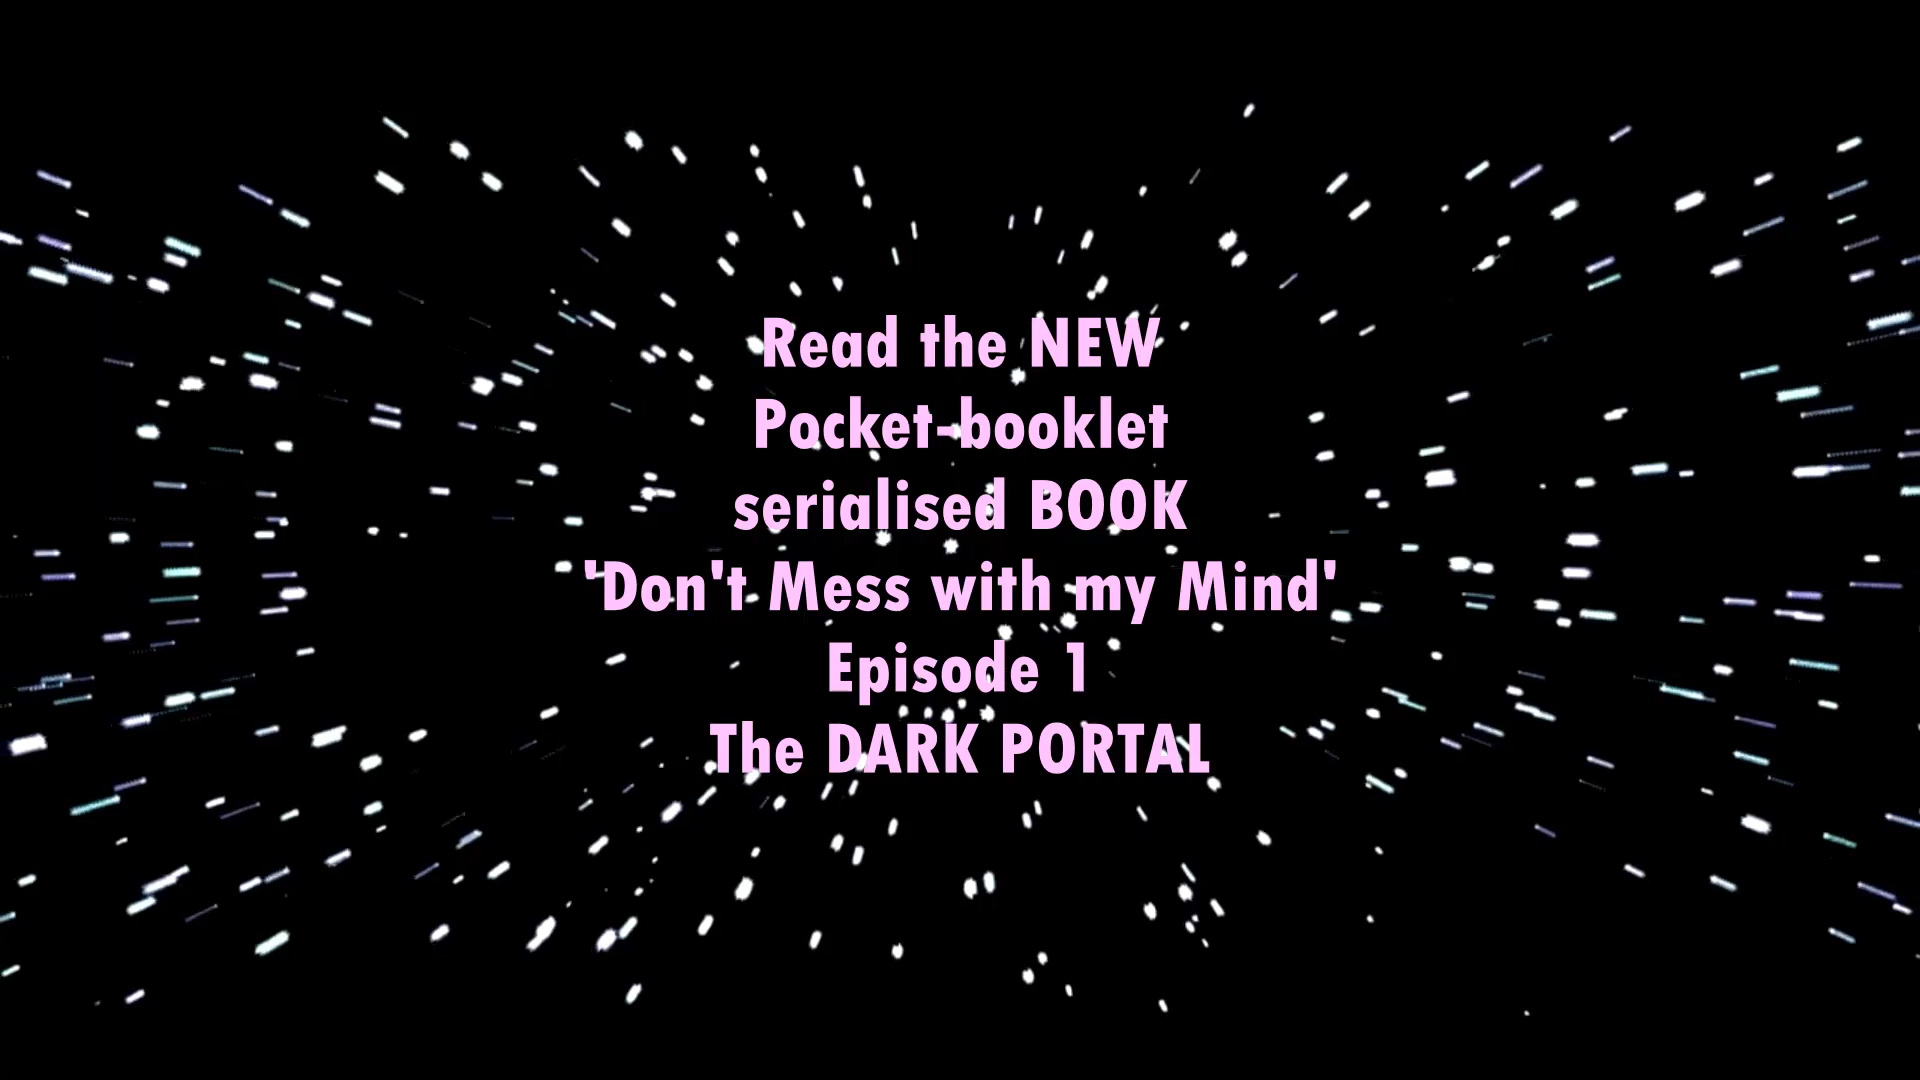 Read the NEW
Pocket-booklet
serialised BOOK
'Don't Mess with my Mind'
Episode 1
The DARK PORTAL